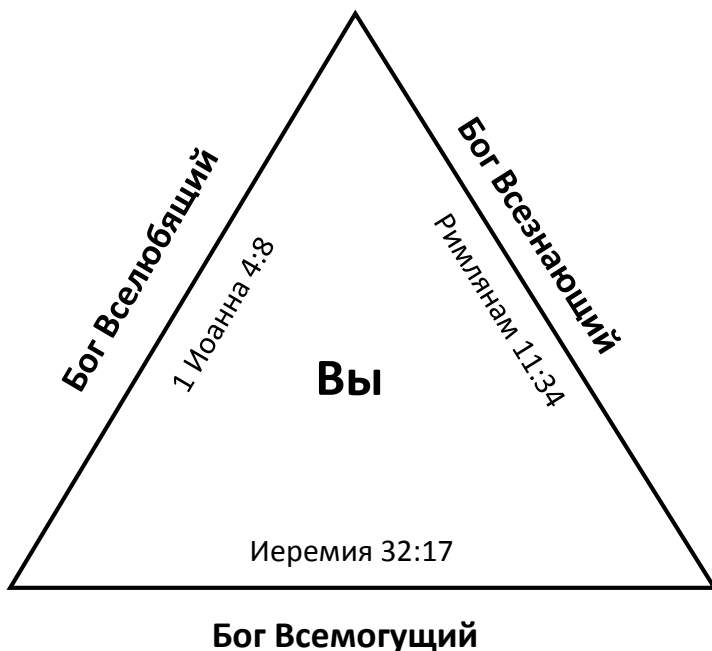 Бог Вселюбящий
1 Иоанна 4:8
Бог Всезнающий
Римлянам 11:34
Вы
Иеремия 32:17
Бог Всемогущий